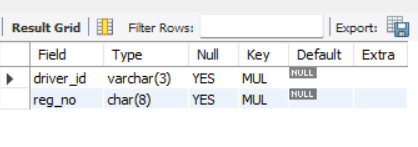 Result Grid Filter Rows: Export:
Field Type Null Key Default Extra
driver_id varchar(3) YES MUL NULL
reg_no char(8) YES MUL NULL